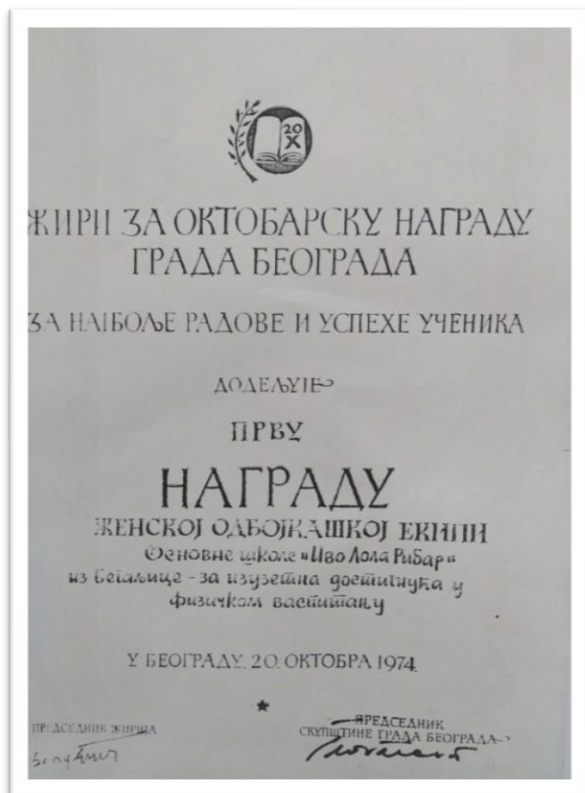 20
X
ЖИРИ ЗА ОКТОБАРСКУ НАГРАДУ
ГРАДА БЕОГРАДА
ЗА НАЈБОЉЕ РАДОВЕ И УСПЕХЕ УЧЕНИКА
ДОДЕЉУЈЕ
ПРВУ
НАГРАДУ
ЖЕНСКОЈ ОДБОЈКАШКОЈ ЕКИПИ
Основне школе "Иво Лола Рибар"
из Бегаљице - за изузетна достигнућа у
физичком васпитању
У БЕОГРАДУ, 20. ОКТОБРА 1974.
ПРЕДСЕДНИК ЖИРИЈА
ПРЕДСЕДНИК
СКУПШТИНЕ ГРАДА БЕОГРАДА